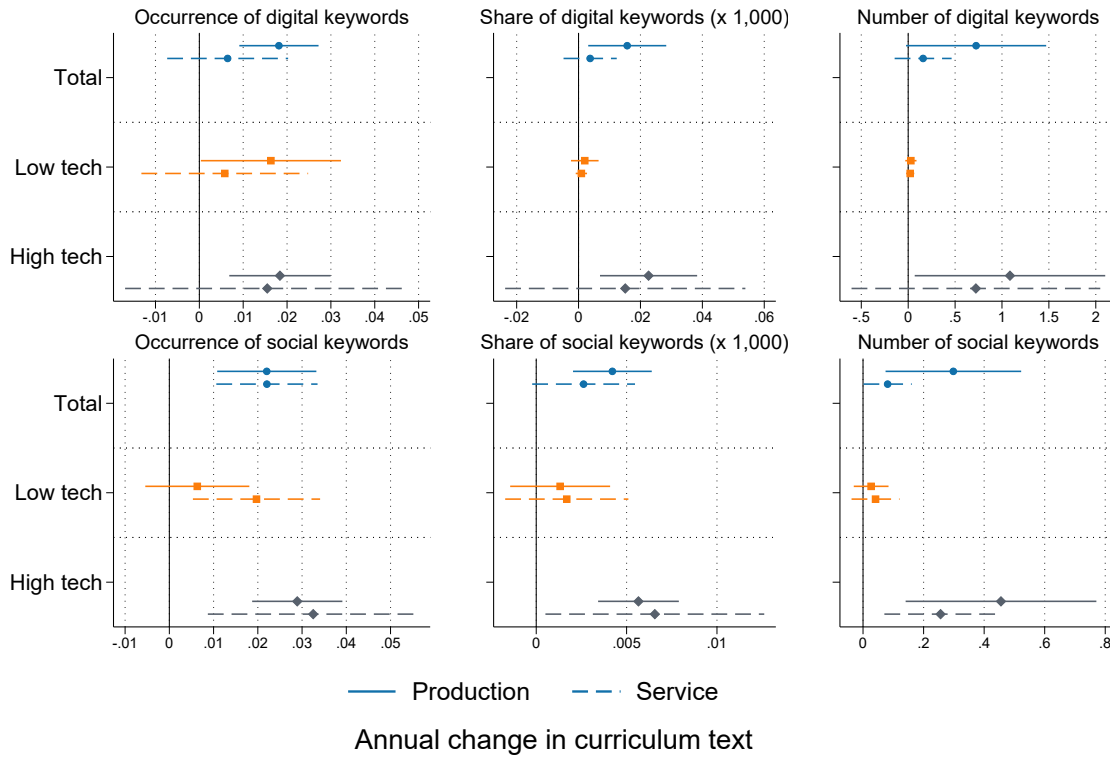 Occurrence of digital keywords
Share of digital keywords (x 1,000)
Number of digital keywords
Total
Low tech
High tech
-.01 0 .01 .02 .03 .04 .05
-.02 0 .02 .04 .06
-.5 0 .5 1 1.5 2
Occurrence of social keywords
Share of social keywords (x 1,000)
Number of social keywords
Total
Low tech
High tech
-.01 0 .01 .02 .03 .04 .05
0 .005 .01
0 .2 .4 .6 .8
Production Service
Annual change in curriculum text